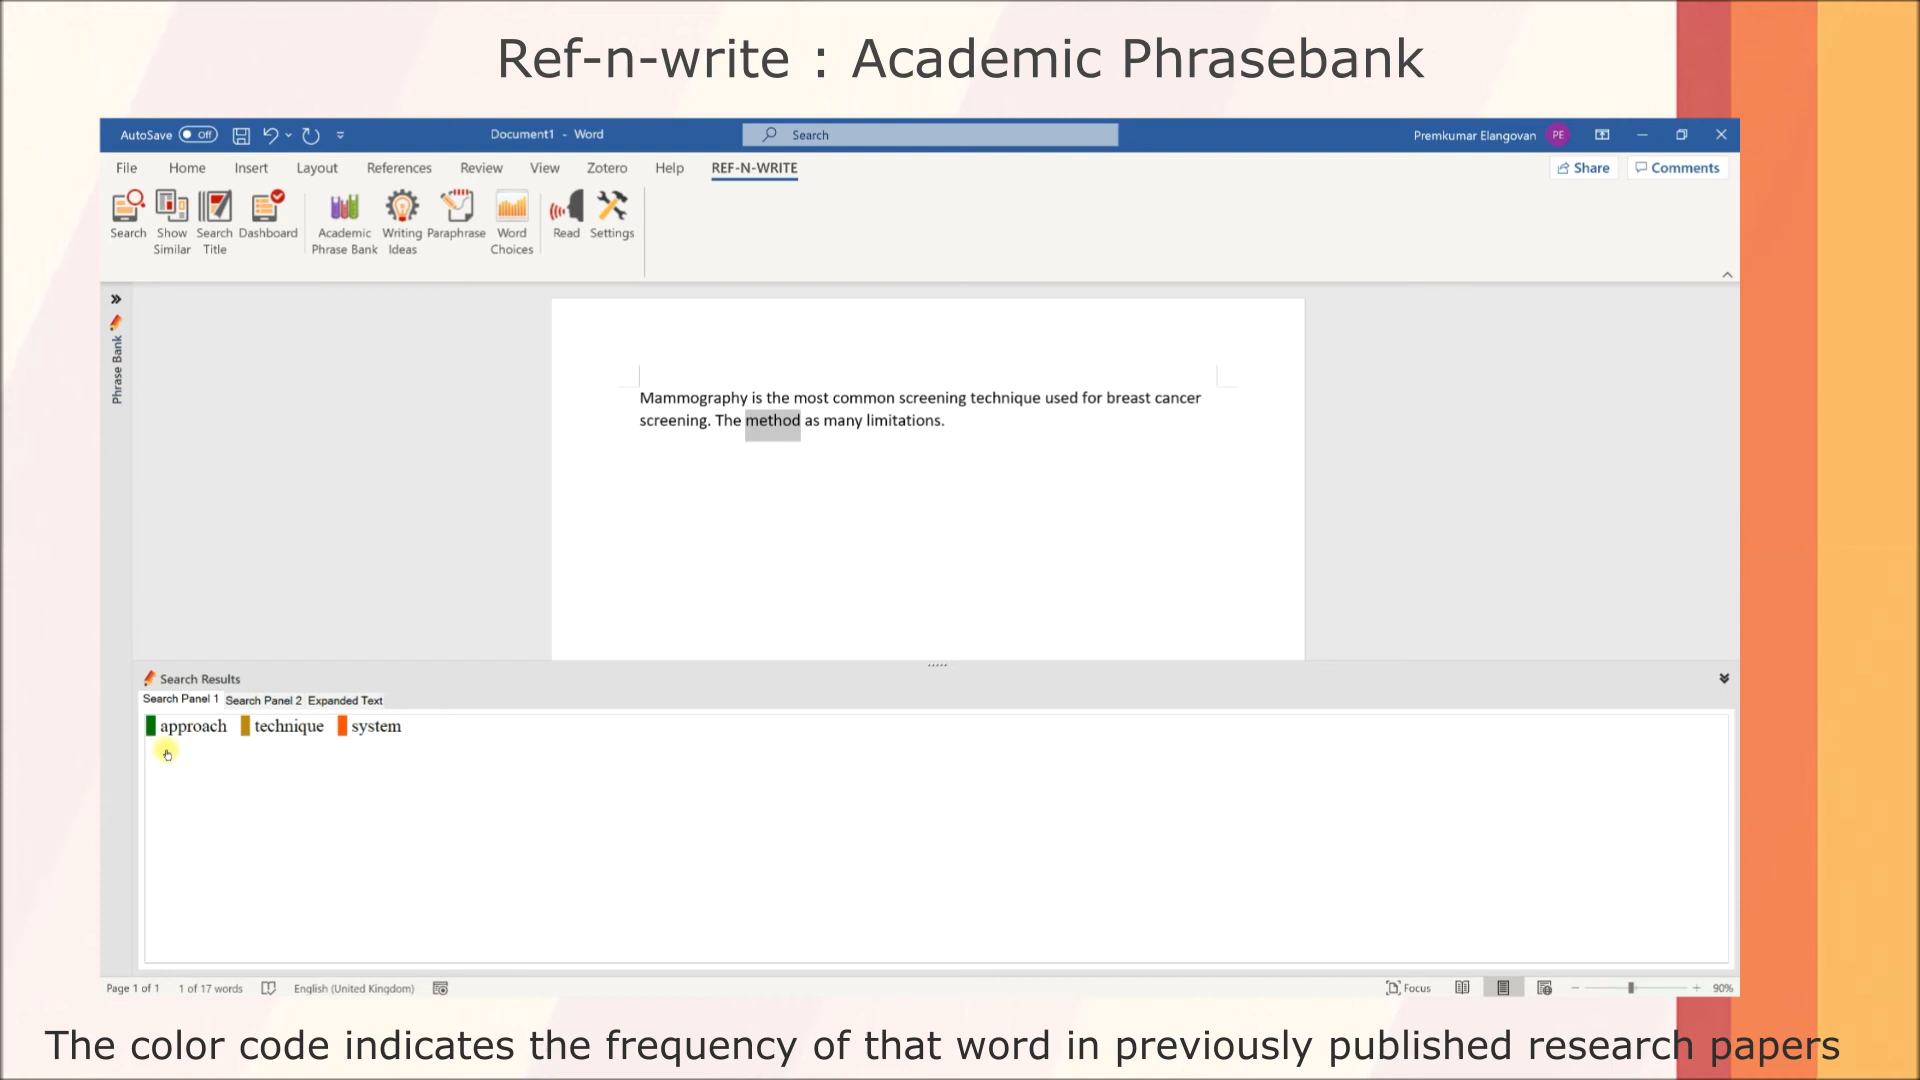 Ref-n-write : Academic Phrasebank
AutoSave Off
Document1 - Word
Search
Premkumar Elangovan PE
File Home Insert Layout References Review View Zotero Help REF-N-WRITE
Share Comments
Search Show Similar Search Title Dashboard Academic Phrase Bank Writing Ideas Paraphrase Word Choices Read Settings
Phrase Bank
Mammography is the most common screening technique used for breast cancer
screening. The method as many limitations.
Search Results
Search Panel 1 Search Panel 2 Expanded Text
approach technique system
Page 1 of 1 1 of 17 words English (United Kingdom) Focus 90%
The color code indicates the frequency of that word in previously published research papers